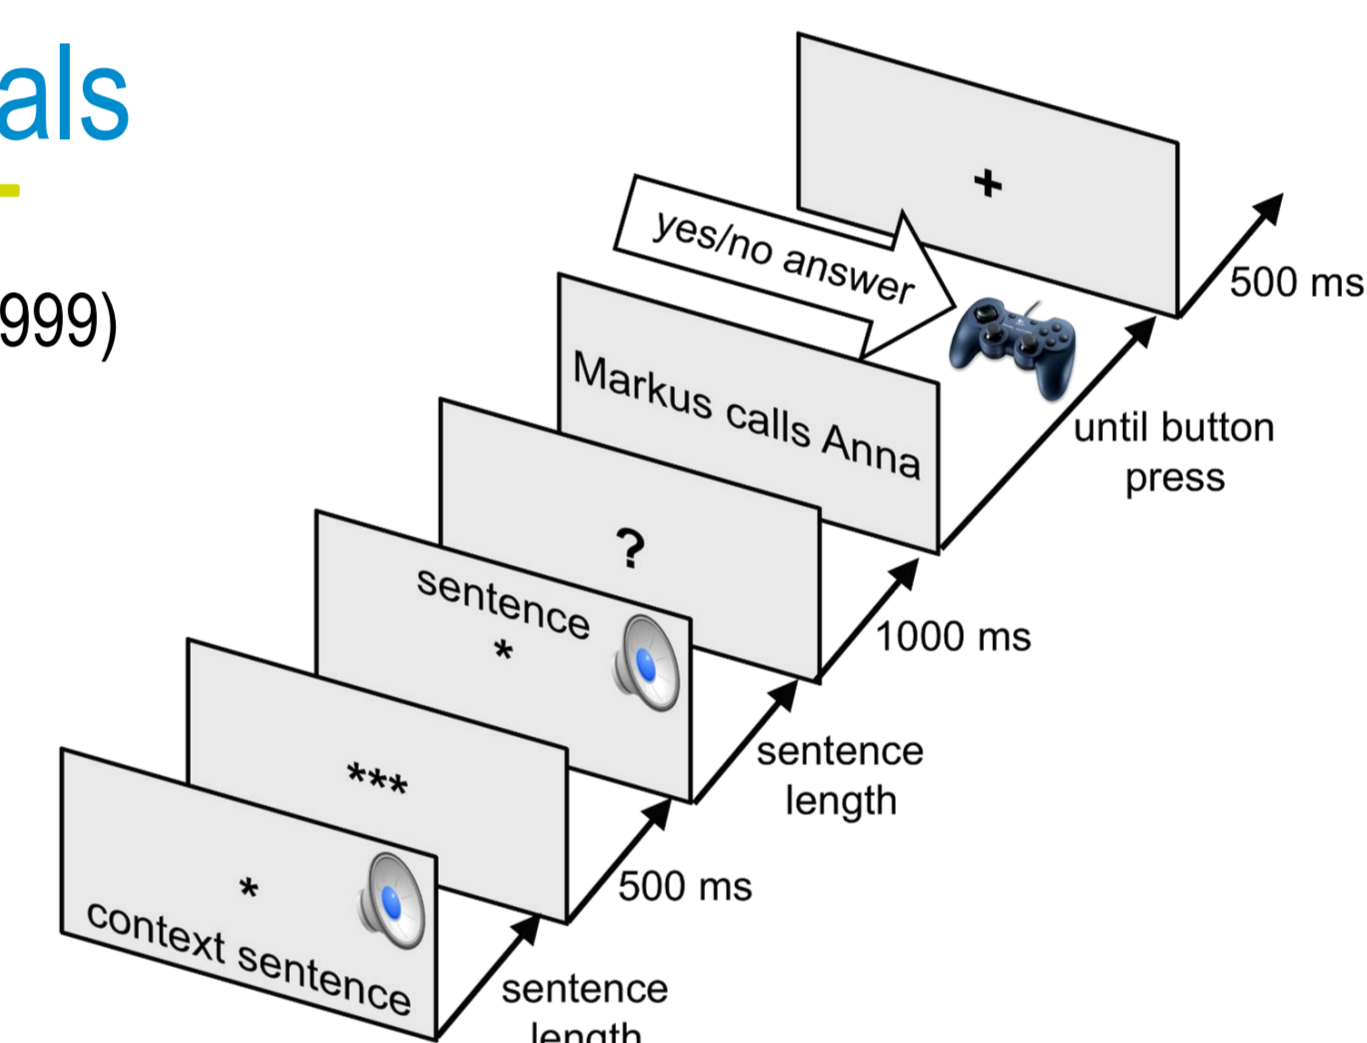 als
999)
+
500 ms
yes/no answer
until button
press
Markus calls Anna
1000 ms
?
sentence
*
sentence
length
***
500 ms
*
context sentence
sentence
length